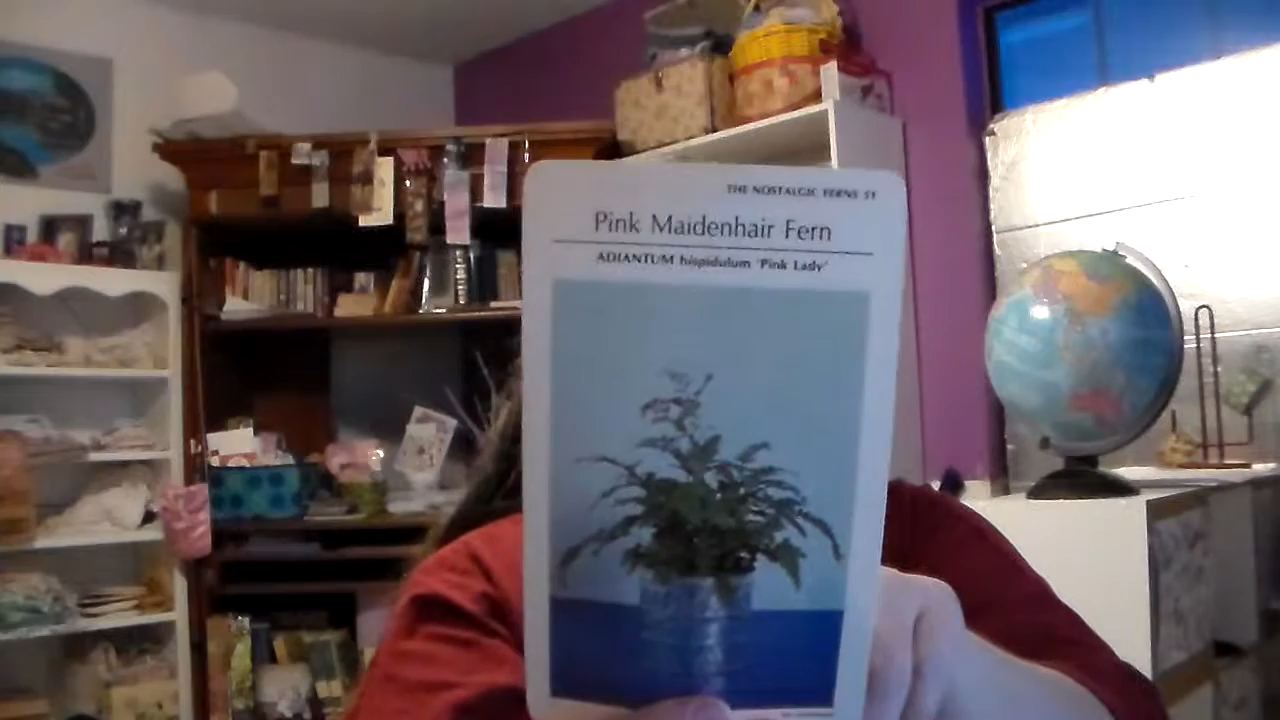 THE NOSTALGIC FERNS 51
Pink Maidenhair Fern
ADIANTUM hispidulum 'Pink Lady'